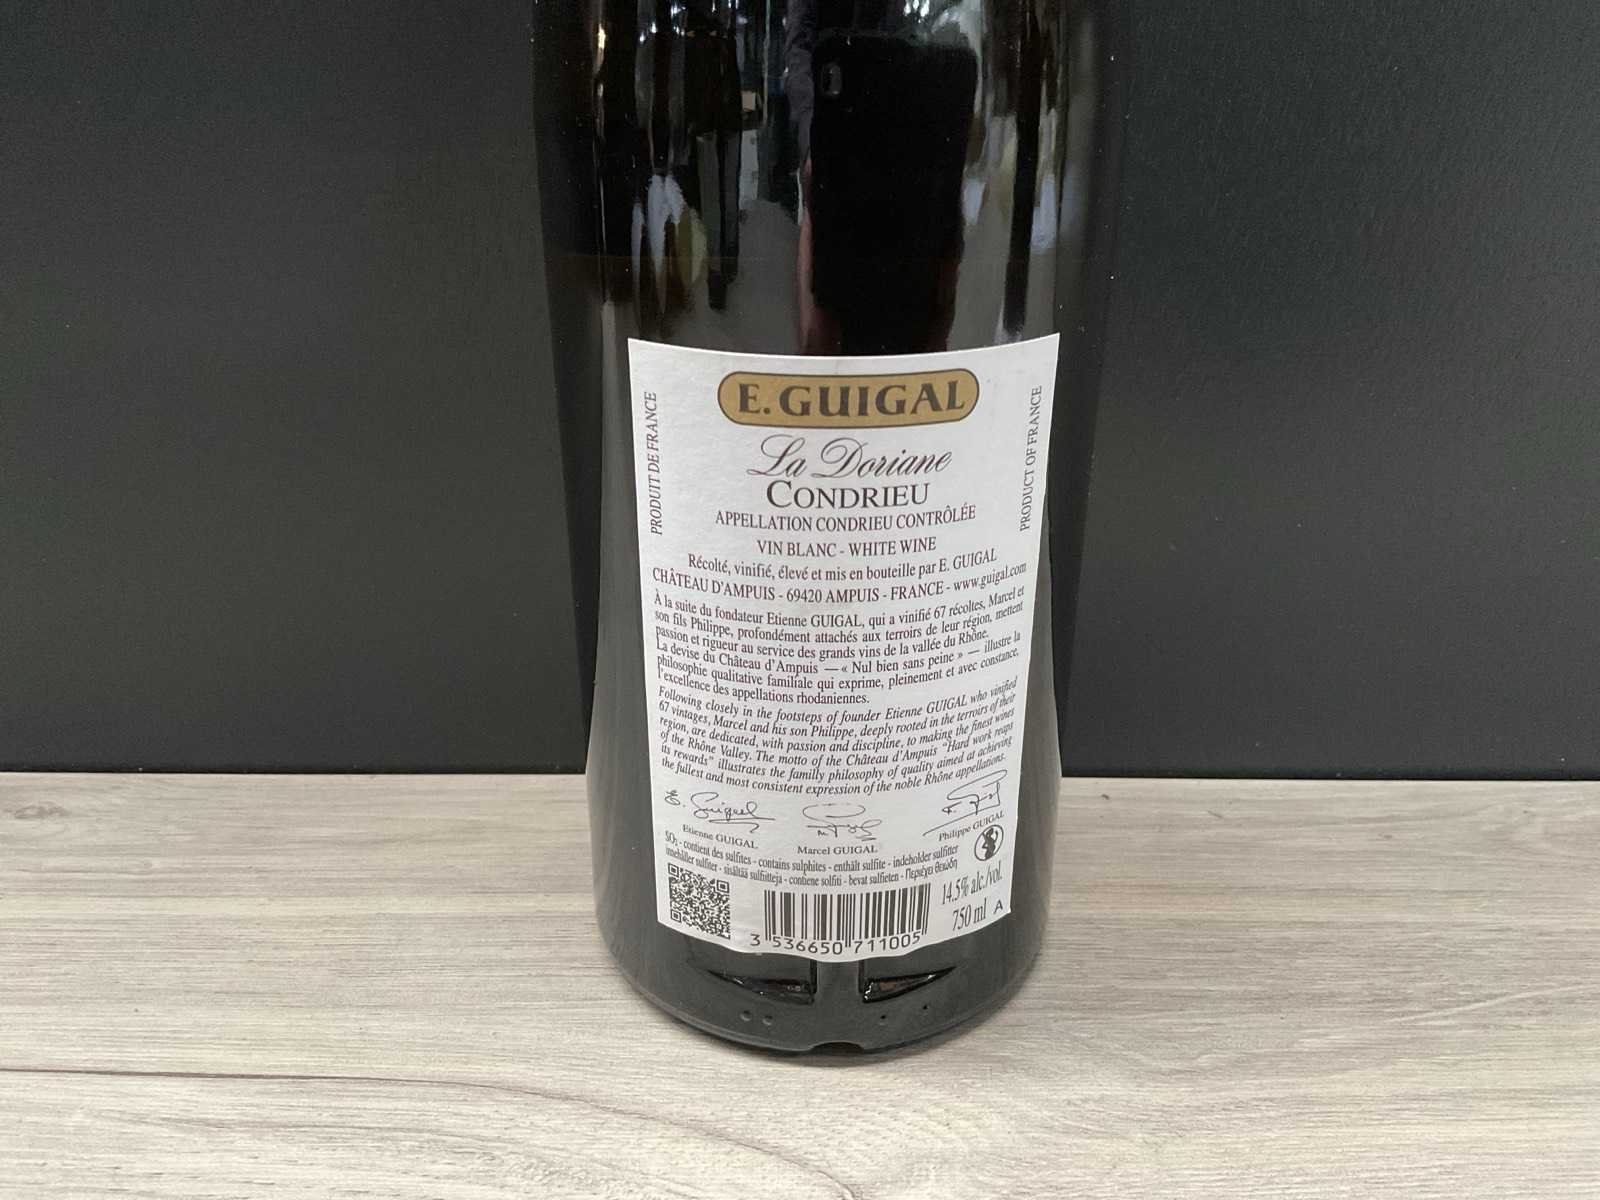 E. GUIGAL
La Doriane
CONDRIEU
APPELLATION CONDRIEU CONTRÔLÉE
VIN BLANC - WHITE WINE
Récolté, vinifié, élevé et mis en bouteille par E. GUIGAL
CHÂTEAU D'AMPUIS - 69420 AMPUIS - FRANCE - www.guigal.com
PRODUIT DE FRANCE
PRODUCT OF FRANCE
À la suite du fondateur Etienne GUIGAL, qui a vinifié 67 récoltes, Marcel et
son fils Philippe, profondément attachés aux terroirs de leur région, mettent
passion et rigueur au service des grands vins de la vallée du Rhône.
La devise du Château d'Ampuis — « Nul bien sans peine » — illustre la
philosophie qualitative familiale qui exprime, pleinement et avec constance,
l'excellence des appellations rhodaniennes.
Following closely in the footsteps of founder Etienne GUIGAL who vinified
67 vintages, Marcel and his son Philippe, deeply rooted in the terroirs of their
region, are dedicated, with passion and discipline, to making the finest wines
of the Rhône Valley. The motto of the Château d'Ampuis "Hard work reaps
its rewards" illustrates the familly philosophy of quality aimed at achieving
the fullest and most consistent expression of the noble Rhône appellations.
E. Guigal
Etienne GUIGAL
Marcel GUIGAL
Philippe GUIGAL
SO₂ - contient des sulfites - contains sulphites - enthält sulfite - indeholder sulfitter
innehåller sulfiter - sisältää sulfiitteja - contiene solfiti - bevat sulfieten - Περιέχει Θειώδη
14.5% alc./vol.
750 ml A
3 536650 711005